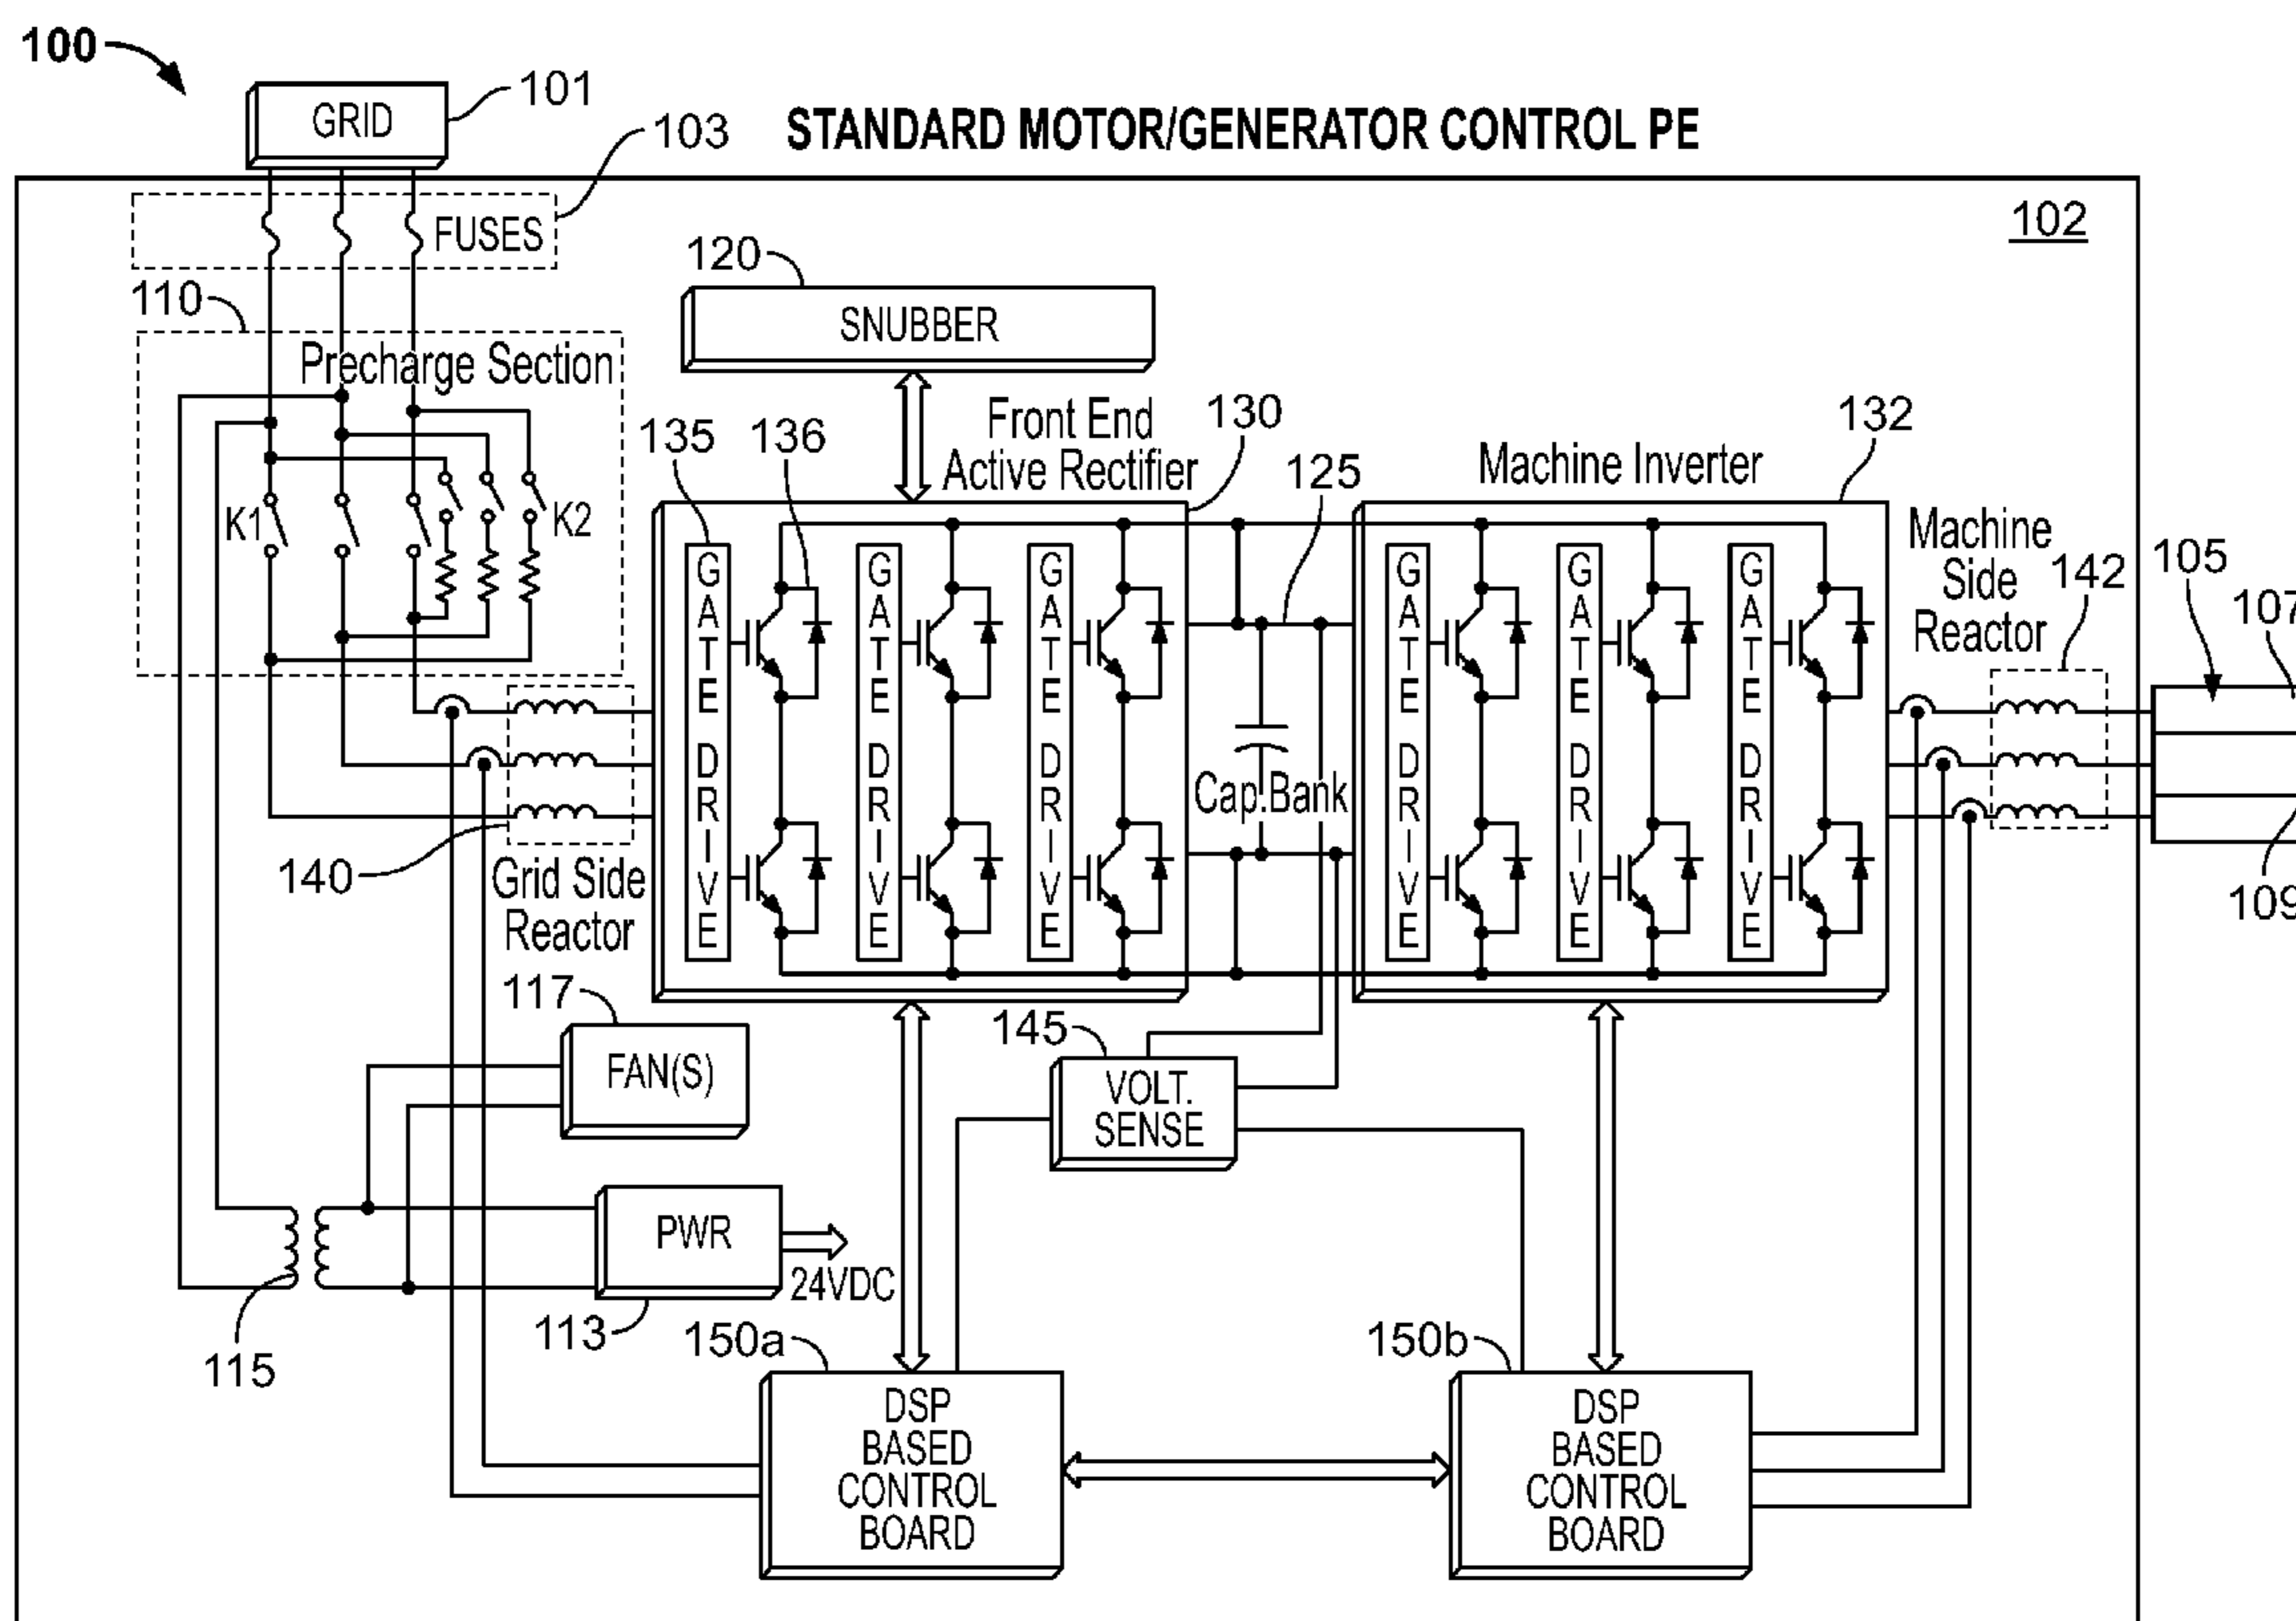 100
GRID
101
103
STANDARD MOTOR/GENERATOR CONTROL PE
102
FUSES
110
120
SNUBBER
Precharge Section
K1
K2
135
136
Front End
Active Rectifier
130
125
Machine Inverter
132
Machine
Side
Reactor
142
105
107
109
GATE DRIVE
GATE DRIVE
GATE DRIVE
Cap.Bank
GATE DRIVE
GATE DRIVE
GATE DRIVE
140
Grid Side
Reactor
117
FAN(S)
145
VOLT.
SENSE
PWR
24VDC
113
115
150a
DSP
BASED
CONTROL
BOARD
150b
DSP
BASED
CONTROL
BOARD